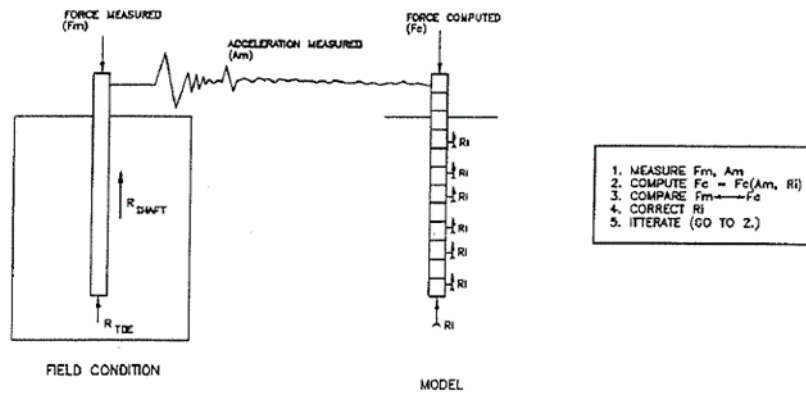 FORCE MEASURED
(Fm)
FORCE COMPUTED
(Fc)
ACCELERATION MEASURED
(Am)
R SHAFT
R TOE
Ri
Ri
Ri
Ri
Ri
Ri
Ri
1. MEASURE Fm, Am
2. COMPUTE Fc = Fc(Am, Ri)
3. COMPARE Fm⟷Fc
4. CORRECT Ri
5. ITTERATE (GO TO 2.)
FIELD CONDITION
MODEL